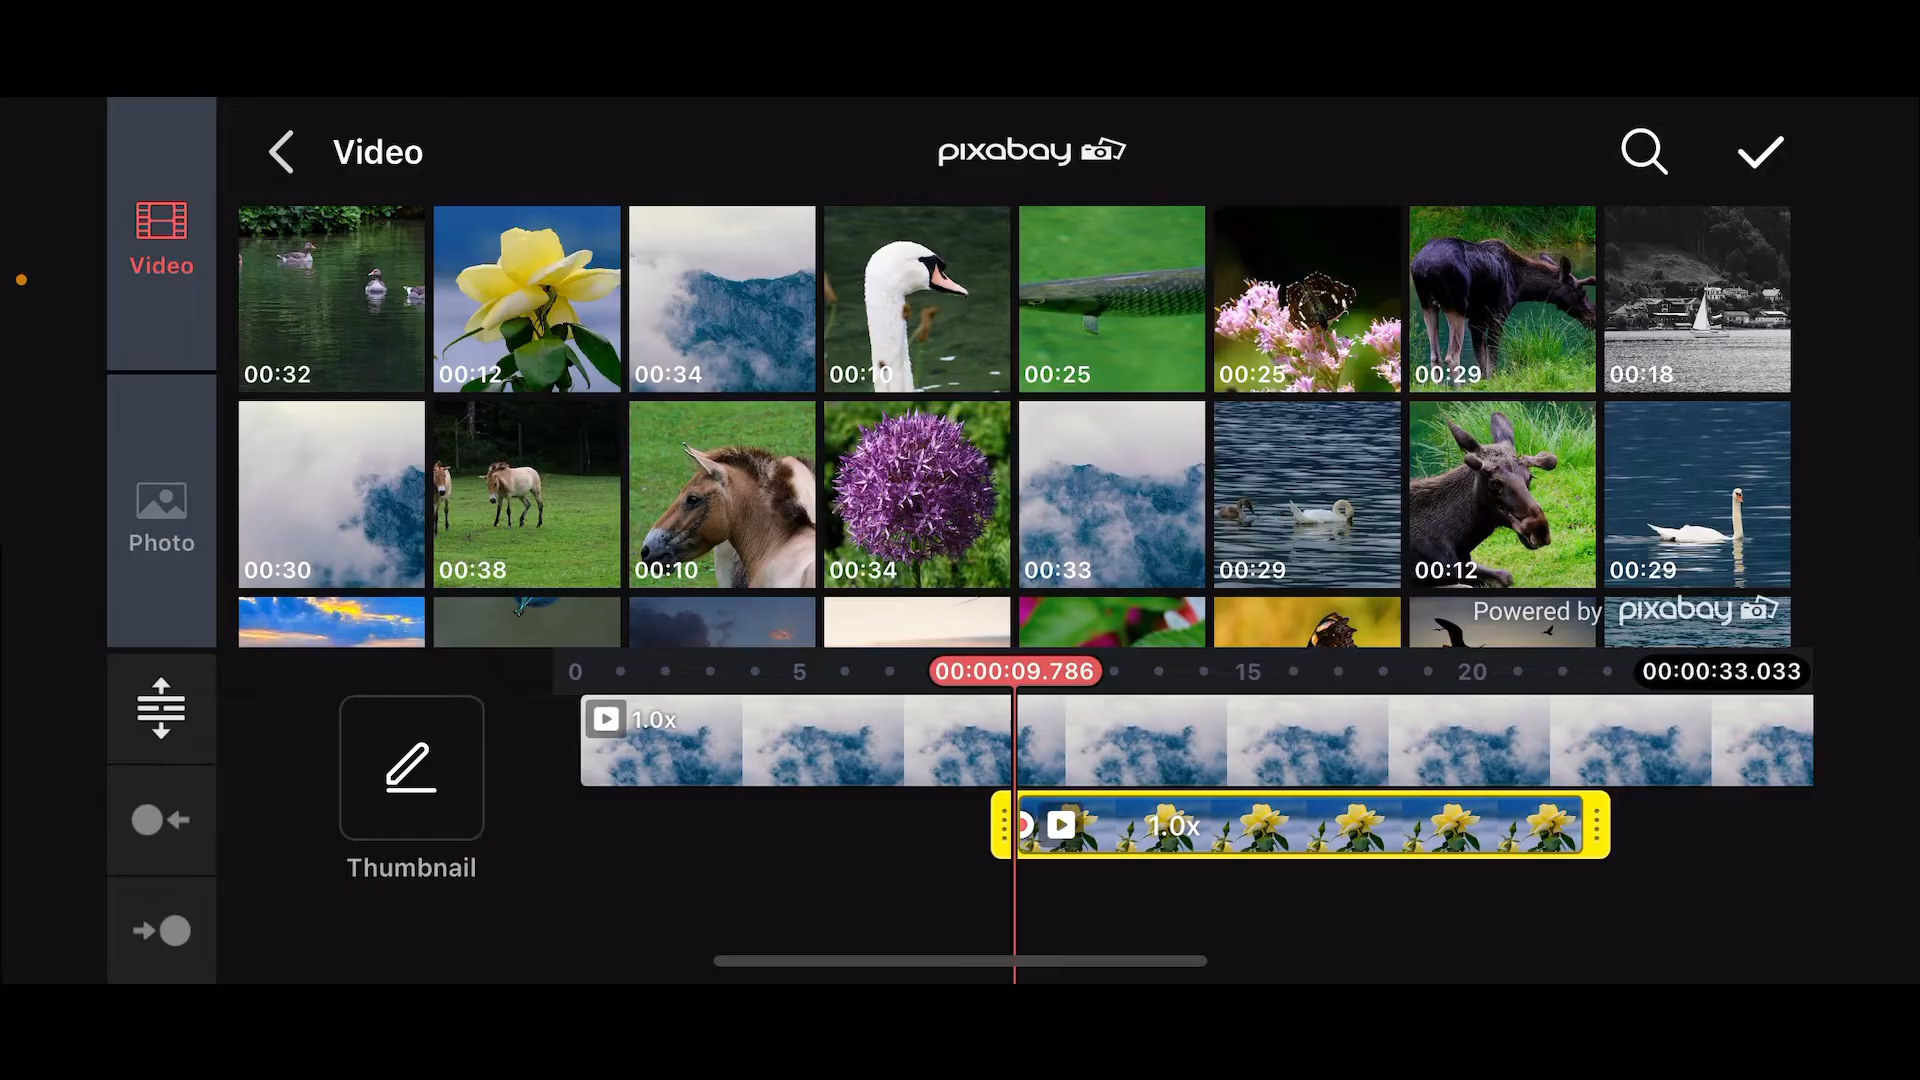 Video
pixabay
Video
00:32
00:12
00:34
00:10
00:25
00:25
00:29
00:18
Photo
00:30
00:38
00:10
00:34
00:33
00:29
00:12
00:29
Powered by pixabay
0 5 00:00:09.786 15 20 00:00:33.033
1.0x
1.0x
Thumbnail